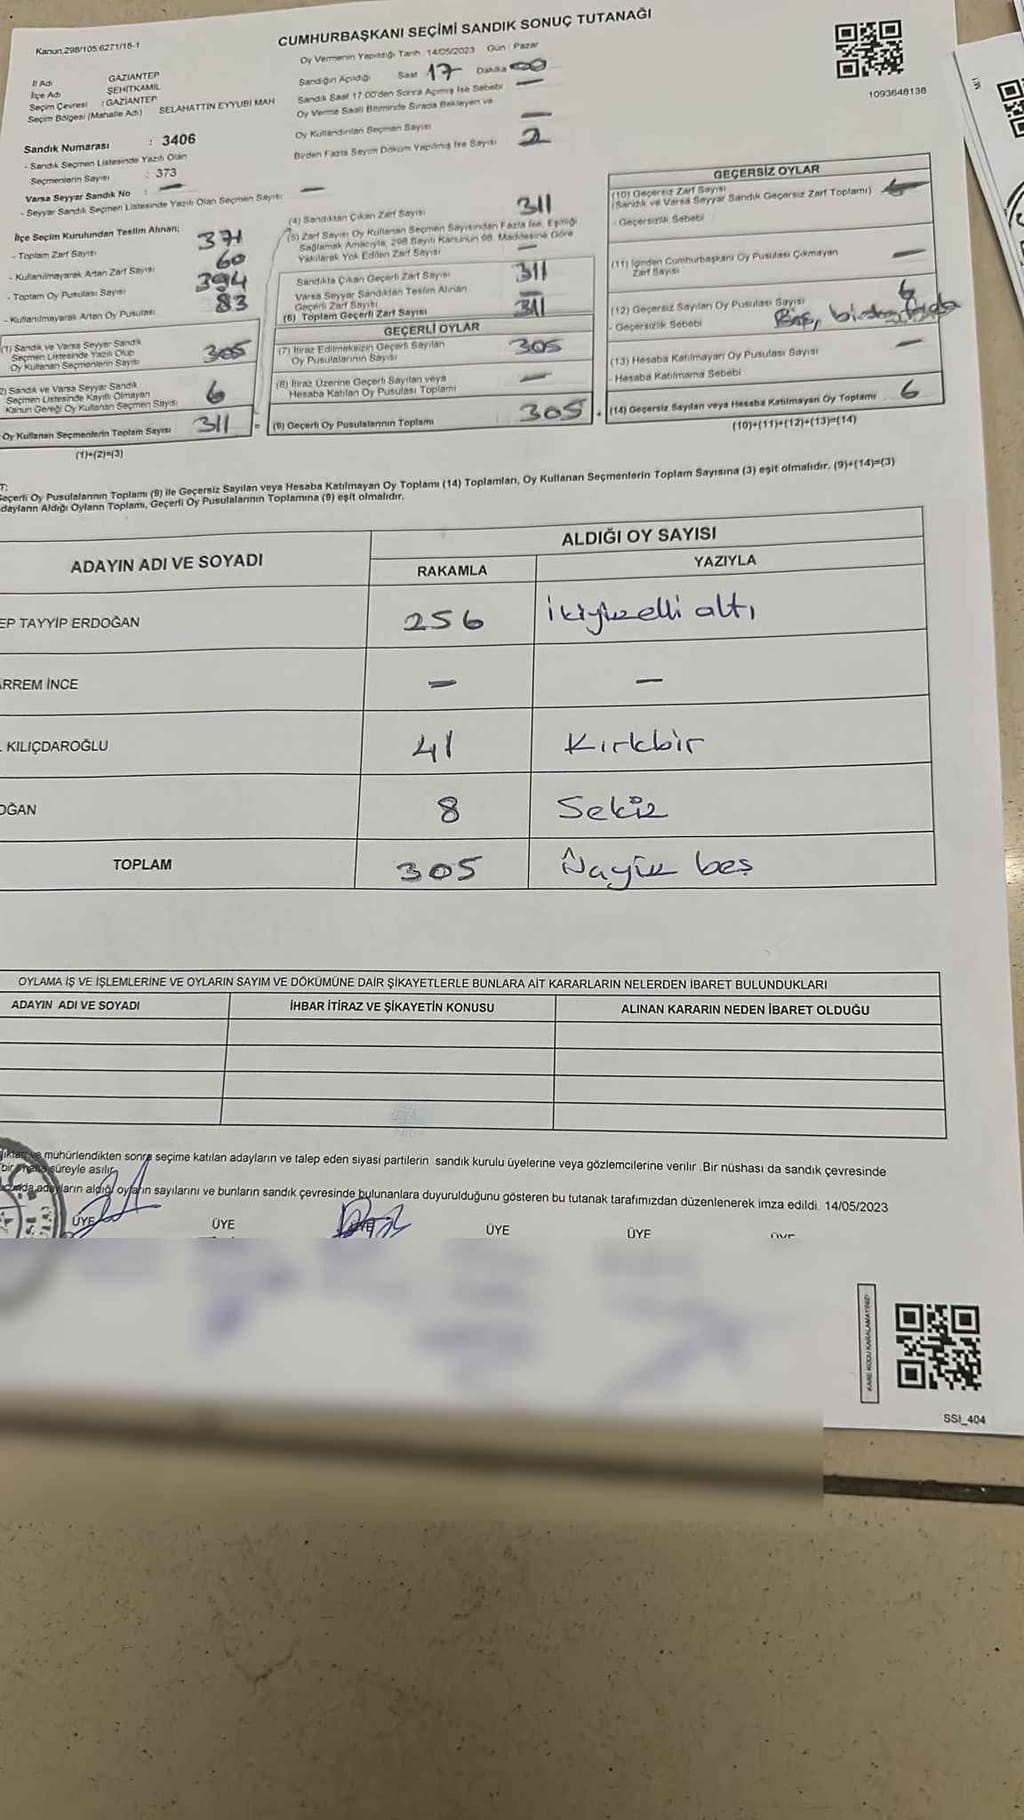 Kanun.298/105.6271/18-1
CUMHURBAŞKANI SEÇİMİ SANDIK SONUÇ TUTANAĞI
Oy Vermenin Yapıldığı Tarih 14/05/2023 Gün : Pazar
İl Adı GAZİANTEP
İlçe Adı ŞEHİTKAMİL
Seçim Çevresi : GAZİANTEP
Seçim Bölgesi (Mahalle Adı) SELAHATTİN EYYUBİ MAH
Sandığın Açıldığı Saat 17 Dakika 00
Sandık Saat 17.00'den Sonra Açılmış İse Sebebi —
Oy Verme Saati Bitiminde Sırada Bekleyen ve
Oy Kullandırılan Seçmen Sayısı —
Birden Fazla Sayım Döküm Yapılmış İse Sayısı 2
1093648138
Sandık Numarası : 3406
- Sandık Seçmen Listesinde Yazılı Olan
Seçmenlerin Sayısı : 373
Varsa Seyyar Sandık No : —
- Seyyar Sandık Seçmen Listesinde Yazılı Olan Seçmen Sayısı —
İlçe Seçim Kurulundan Teslim Alınan;
- Toplam Zarf Sayısı 371
- Kullanılmayarak Artan Zarf Sayısı 60
- Toplam Oy Pusulası Sayısı 394
- Kullanılmayarak Artan Oy Pusulası 83
(1) Sandık ve Varsa Seyyar Sandık
Seçmen Listesinde Yazılı Olup
Oy Kullanan Seçmenlerin Sayısı 305
2) Sandık ve Varsa Seyyar Sandık
Seçmen Listesinde Kayıtlı Olmayan
Kanun Gereği Oy Kullanan Seçmen Sayısı 6
Oy Kullanan Seçmenlerin Toplam Sayısı 311
(1)+(2)=(3)
(4) Sandıktan Çıkan Zarf Sayısı 311
(5) Zarf Sayısı Oy Kullanan Seçmen Sayısından Fazla İse, Eşitliği
Sağlamak Amacıyla, 298 Sayılı Kanunun 98. Maddesine Göre
Yakılarak Yok Edilen Zarf Sayısı —
Sandıkta Çıkan Geçerli Zarf Sayısı 311
Varsa Seyyar Sandıktan Teslim Alınan
Geçerli Zarf Sayısı —
(6) Toplam Geçerli Zarf Sayısı 311
GEÇERLİ OYLAR
(7) İtiraz Edilmeksizin Geçerli Sayılan
Oy Pusulalarının Sayısı 305
(8) İtiraz Üzerine Geçerli Sayılan veya
Hesaba Katılan Oy Pusulası Toplamı —
(9) Geçerli Oy Pusulalarının Toplamı 305
GEÇERSİZ OYLAR
(10) Geçersiz Zarf Sayısı
(Sandık ve Varsa Seyyar Sandık Geçersiz Zarf Toplamı)
- Geçersizlik Sebebi
(11) İçinden Cumhurbaşkanı Oy Pusulası Çıkmayan
Zarf Sayısı —
(12) Geçersiz Sayılan Oy Pusulası Sayısı 6
- Geçersizlik Sebebi Boş, birden fazla
(13) Hesaba Katılmayan Oy Pusulası Sayısı —
- Hesaba Katılmama Sebebi
(14) Geçersiz Sayılan veya Hesaba Katılmayan Oy Toplamı 6
(10)+(11)+(12)+(13)=(14)
T:
Geçerli Oy Pusulalarının Toplamı (9) ile Geçersiz Sayılan veya Hesaba Katılmayan Oy Toplamı (14) Toplamları, Oy Kullanan Seçmenlerin Toplam Sayısına (3) eşit olmalıdır. (9)+(14)=(3)
dayların Aldığı Oyların Toplamı, Geçerli Oy Pusulalarının Toplamına (9) eşit olmalıdır.
ADAYIN ADI VE SOYADI
ALDIĞI OY SAYISI
RAKAMLA YAZIYLA
EP TAYYİP ERDOĞAN 256 ikiyüzelli altı
ARREM İNCE — —
KILIÇDAROĞLU 41 Kırkbir
OĞAN 8 Sekiz
TOPLAM 305 Üçyüz beş
OYLAMA İŞ VE İŞLEMLERİNE VE OYLARIN SAYIM VE DÖKÜMÜNE DAİR ŞİKAYETLERLE BUNLARA AİT KARARLARIN NELERDEN İBARET BULUNDUKLARI
ADAYIN ADI VE SOYADI İHBAR İTİRAZ VE ŞİKAYETİN KONUSU ALINAN KARARIN NEDEN İBARET OLDUĞU
mühürlendikten sonra seçime katılan adayların ve talep eden siyasi partilerin sandık kurulu üyelerine veya gözlemcilerine verilir. Bir nüshası da sandık çevresinde
bir hafta süreyle asılır.
adayların aldığı oyların sayılarını ve bunların sandık çevresinde bulunanlara duyurulduğunu gösteren bu tutanak tarafımızdan düzenlenerek imza edildi. 14/05/2023
ÜYE ÜYE ÜYE ÜYE ÜYE ÜYE
KARE KODU KARALAMAYINIZ!
SSI_404